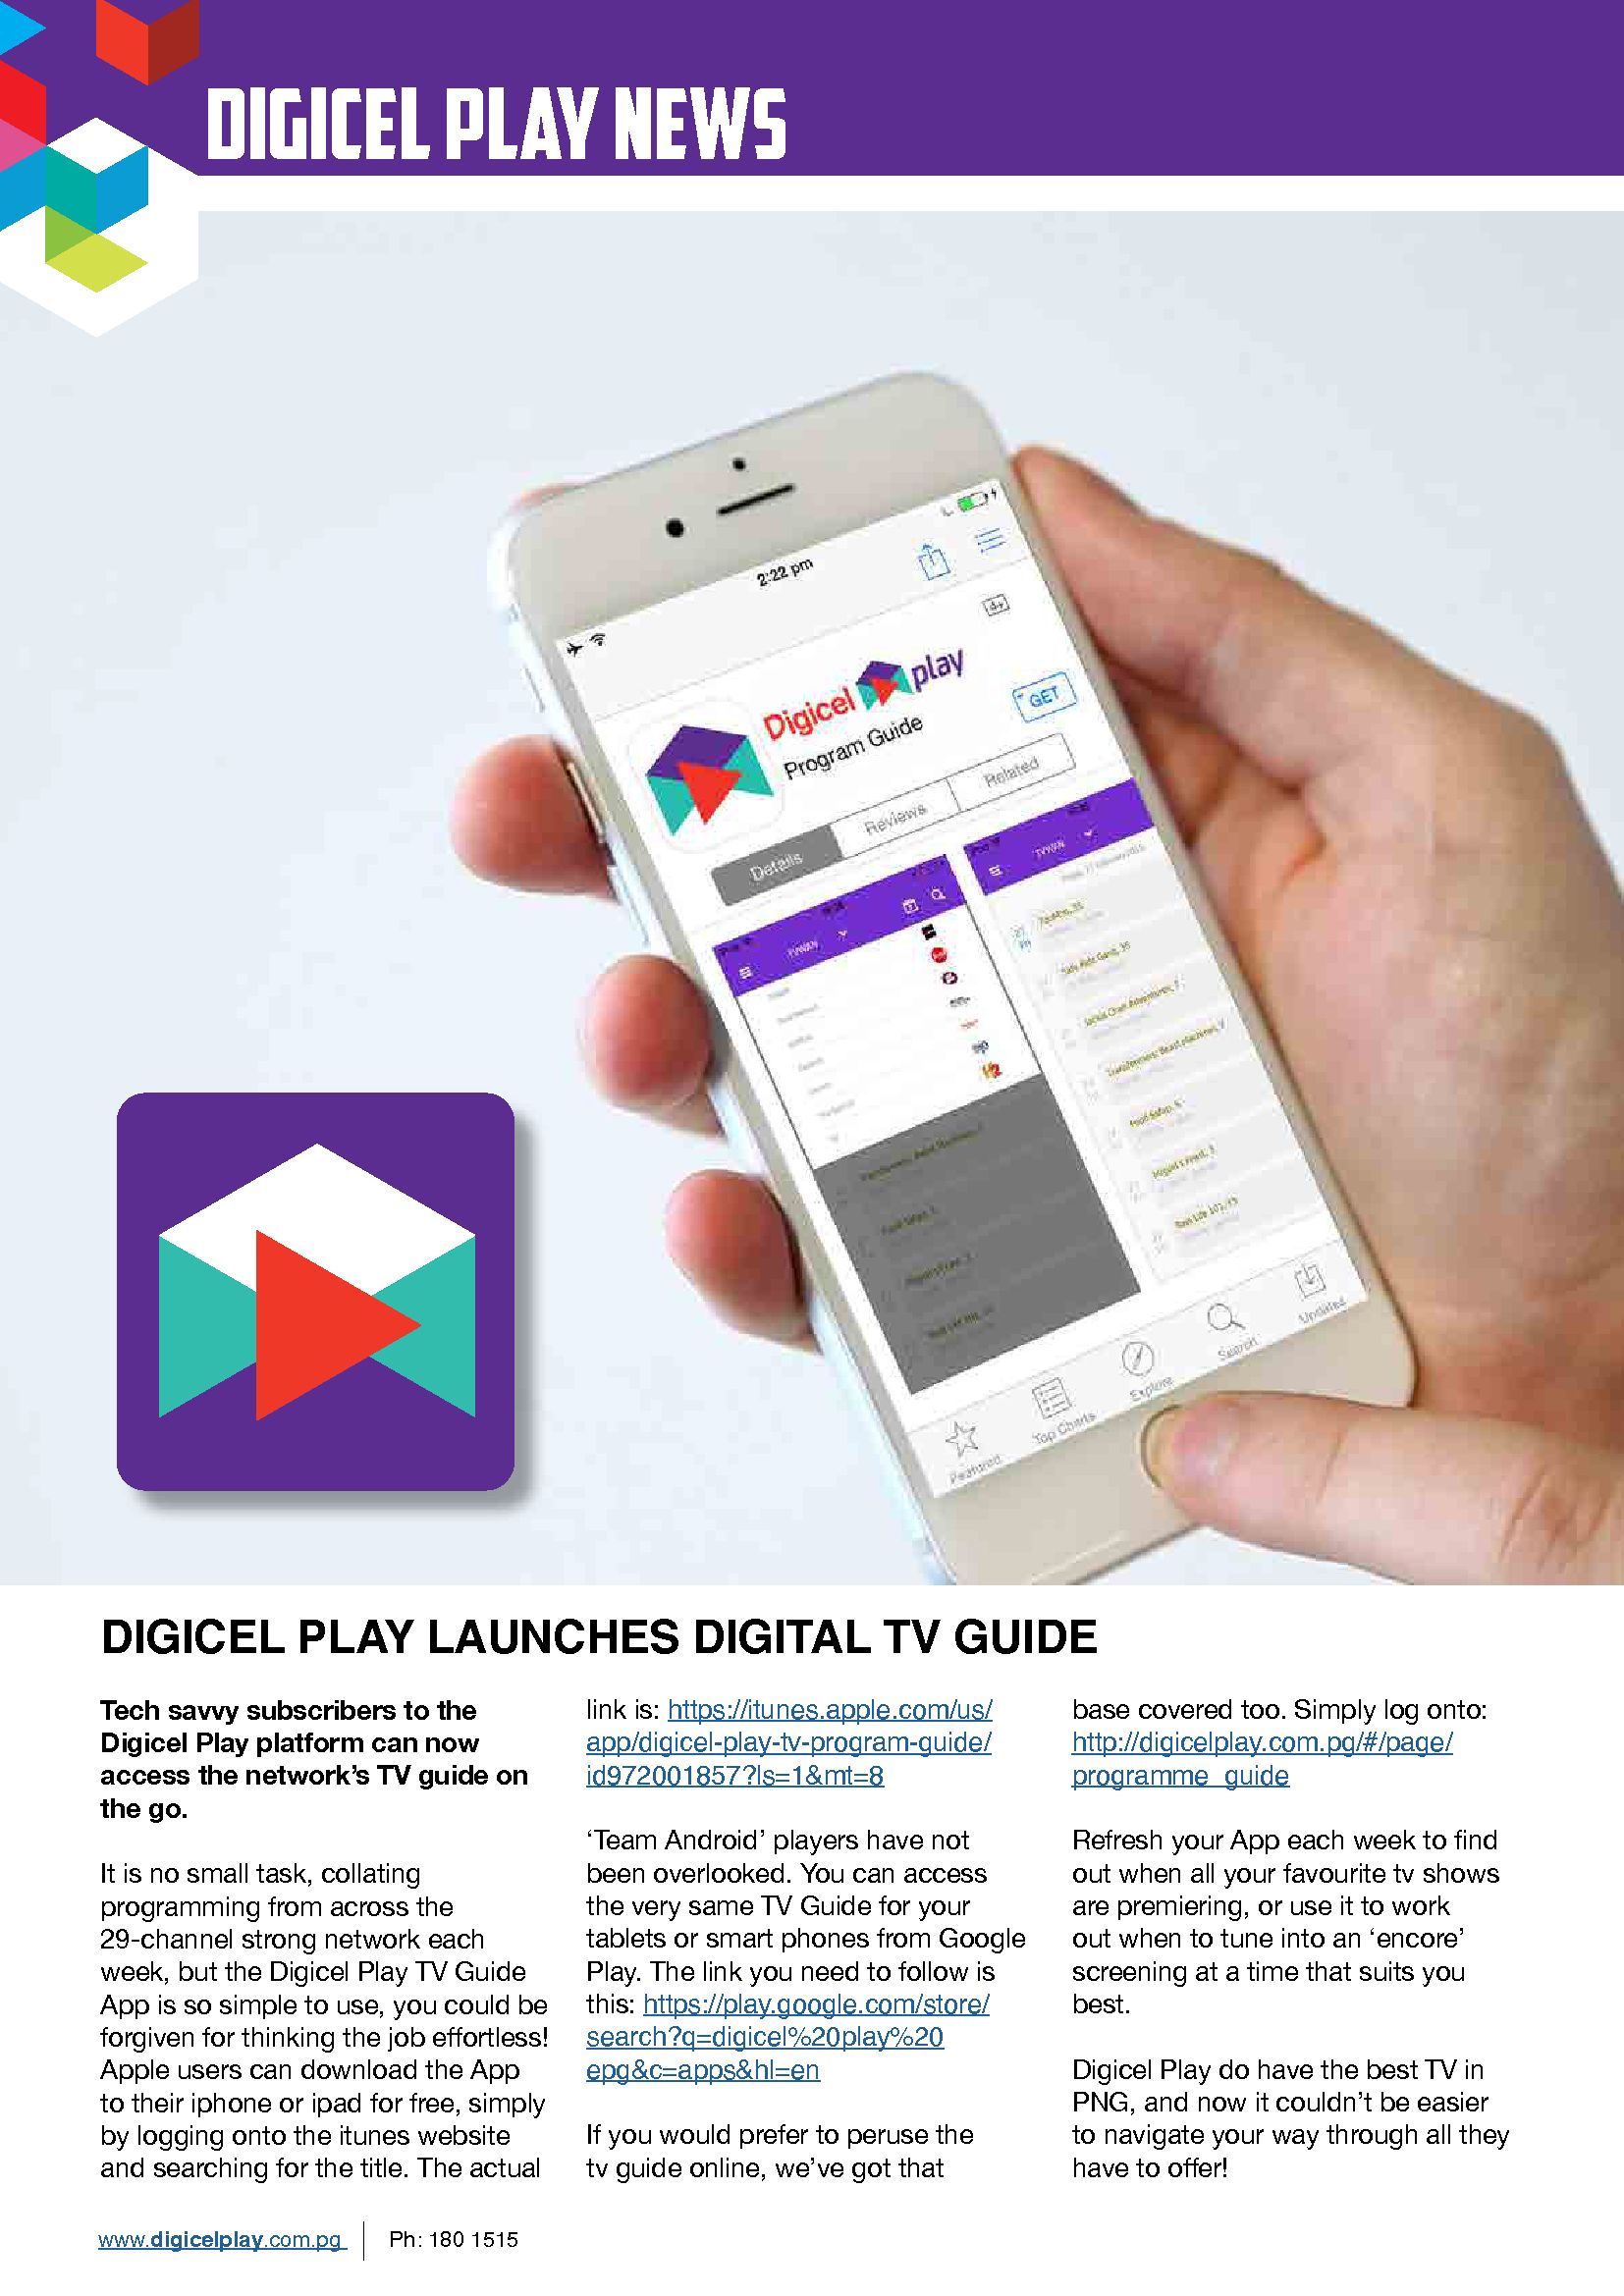 DIGICEL PLAY NEWS
2:22 pm
Digicel play
Program Guide
GET
Details
Reviews
Related
TVWAN
TVWAN
Featured
Top Charts
Explore
Search
Updates
DIGICEL PLAY LAUNCHES DIGITAL TV GUIDE
Tech savvy subscribers to the
Digicel Play platform can now
access the network’s TV guide on
the go.
It is no small task, collating
programming from across the
29-channel strong network each
week, but the Digicel Play TV Guide
App is so simple to use, you could be
forgiven for thinking the job effortless!
Apple users can download the App
to their iphone or ipad for free, simply
by logging onto the itunes website
and searching for the title. The actual
link is: https://itunes.apple.com/us/
app/digicel-play-tv-program-guide/
id972001857?ls=1&mt=8
‘Team Android’ players have not
been overlooked. You can access
the very same TV Guide for your
tablets or smart phones from Google
Play. The link you need to follow is
this: https://play.google.com/store/
search?q=digicel%20play%20
epg&c=apps&hl=en
If you would prefer to peruse the
tv guide online, we’ve got that
base covered too. Simply log onto:
http://digicelplay.com.pg/#/page/
programme_guide
Refresh your App each week to find
out when all your favourite tv shows
are premiering, or use it to work
out when to tune into an ‘encore’
screening at a time that suits you
best.
Digicel Play do have the best TV in
PNG, and now it couldn’t be easier
to navigate your way through all they
have to offer!
www.digicelplay.com.pg
Ph: 180 1515